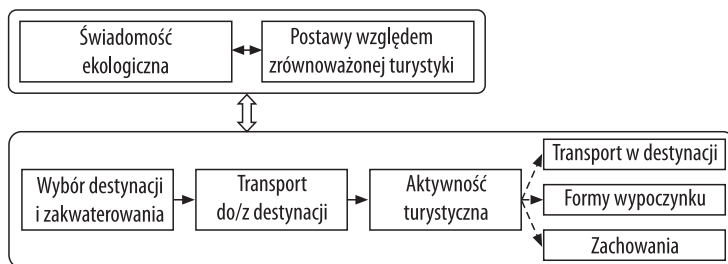 Świadomość
ekologiczna
Postawy względem
zrównoważonej turystyki
Wybór destynacji
i zakwaterowania
Transport
do/z destynacji
Aktywność
turystyczna
Transport w destynacji
Formy wypoczynku
Zachowania